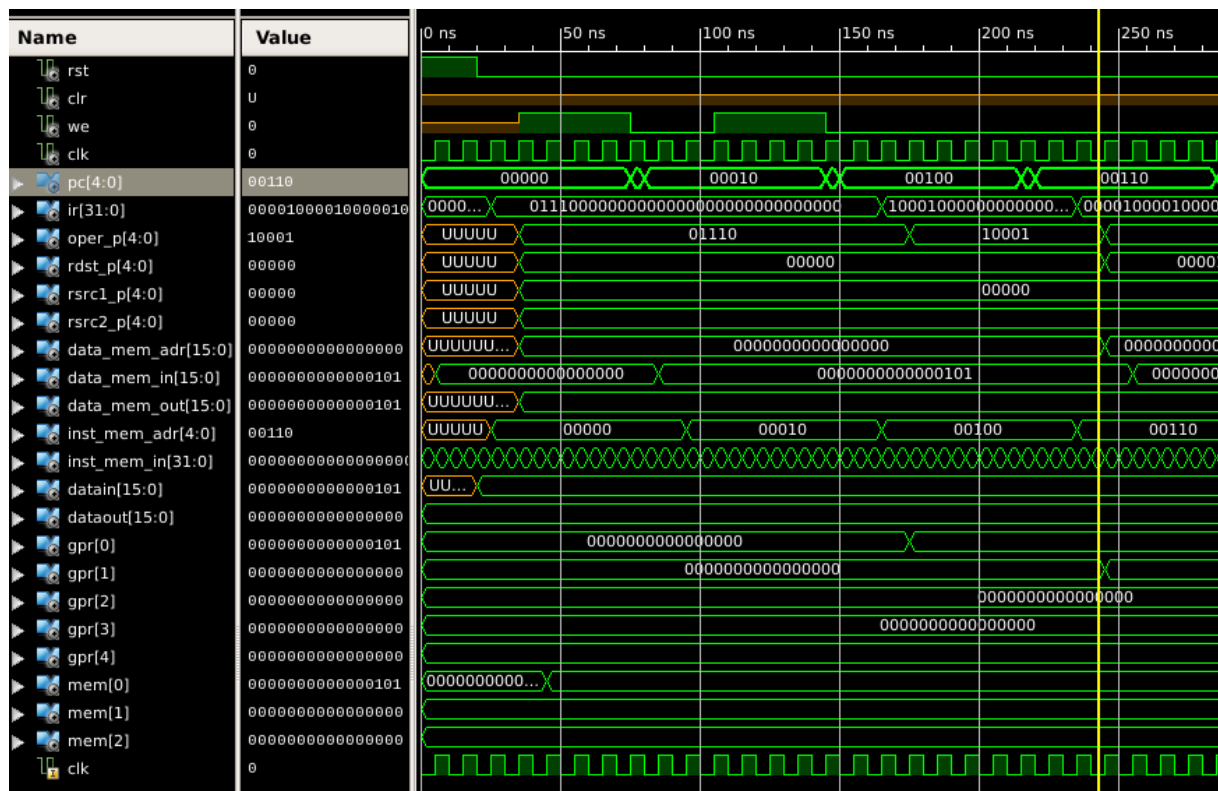 Name Value 0 ns 50 ns 100 ns 150 ns 200 ns 250 ns
rst 0
clr U
we 0
clk 0
pc[4:0] 00110 00000 00010 00100 00110
ir[31:0] 00001000010000010 0000... 01110000000000000000000000000000 100010000000000000... 00001000010000
oper_p[4:0] 10001 UUUUU 01110 10001
rdst_p[4:0] 00000 UUUUU 00000 0000
rsrc1_p[4:0] 00000 UUUUU 00000
rsrc2_p[4:0] 00000 UUUUU
data_mem_adr[15:0] 0000000000000000 UUUUUU... 0000000000000000 0000000000
data_mem_in[15:0] 0000000000000101 0000000000000000 0000000000000101 0000000
data_mem_out[15:0] 0000000000000101 UUUUUU...
inst_mem_adr[4:0] 00110 UUUUU 00000 00010 00100 00110
inst_mem_in[31:0] 0000000000000000
datain[15:0] 0000000000000101 UU...
dataout[15:0] 0000000000000000
gpr[0] 0000000000000101 0000000000000000
gpr[1] 0000000000000000 0000000000000000
gpr[2] 0000000000000000 0000000000000000
gpr[3] 0000000000000000 0000000000000000
gpr[4] 0000000000000000
mem[0] 0000000000000101 0000000000...
mem[1] 0000000000000000
mem[2] 0000000000000000
clk 0